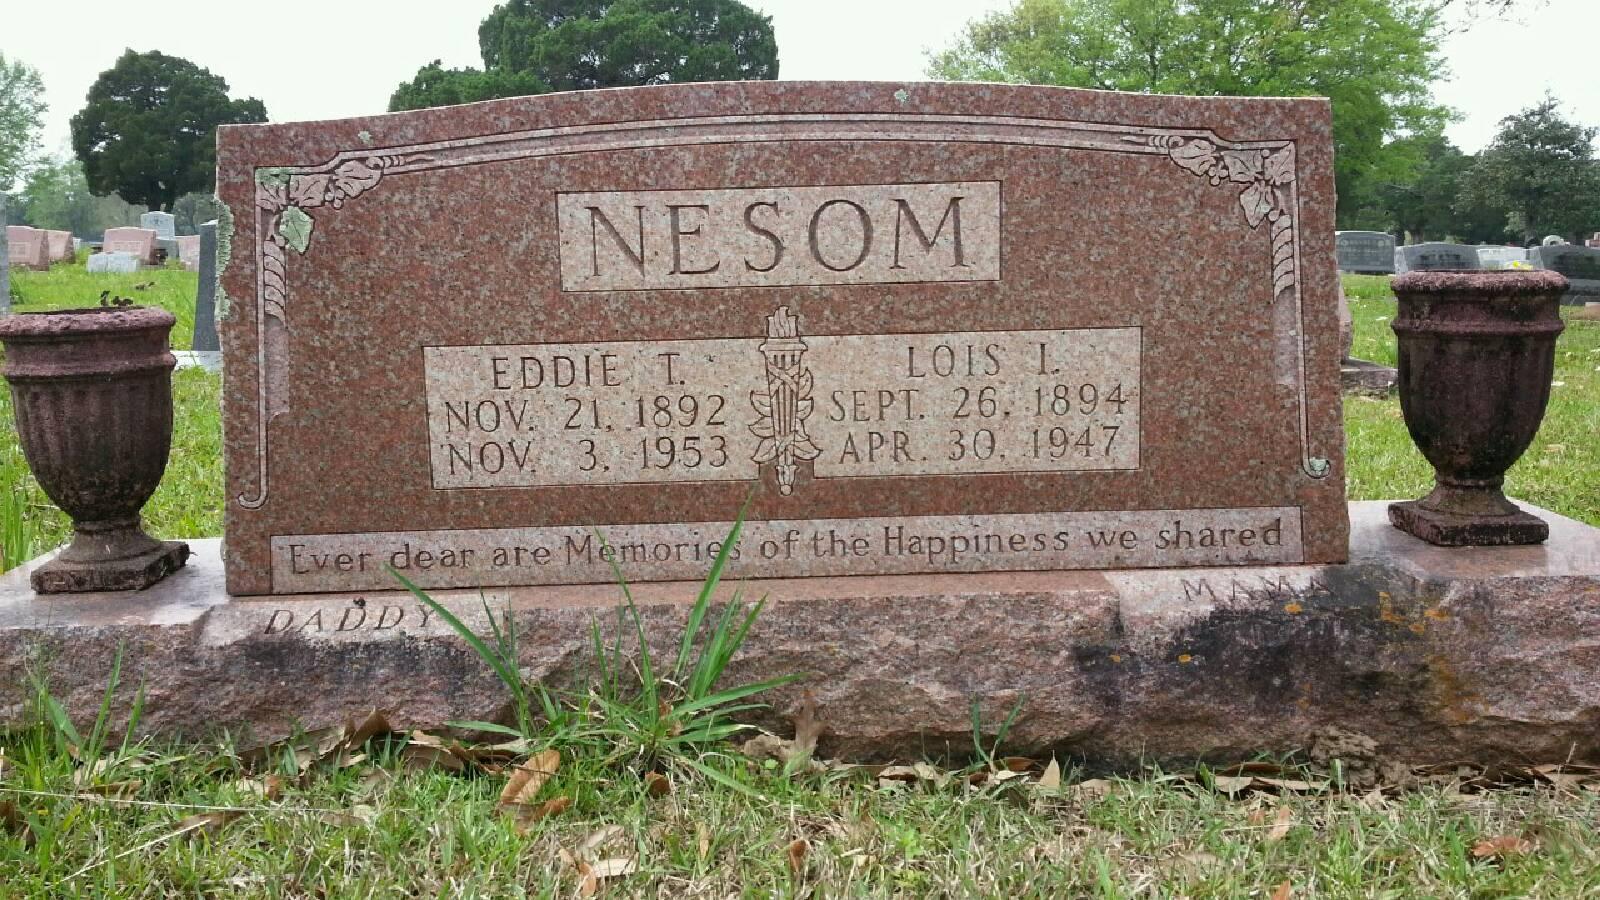 NESOM
EDDIE T.
NOV. 21, 1892
NOV. 3, 1953
LOIS I.
SEPT. 26, 1894
APR. 30, 1947
Ever dear are Memories of the Happiness we shared
DADDY
MAMA